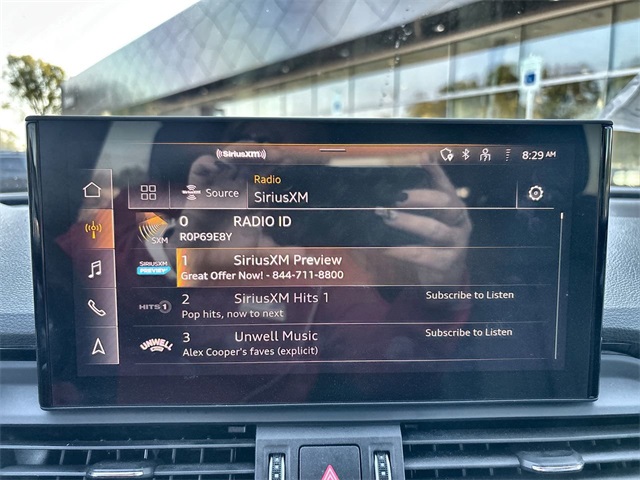 ((SiriusXM))
8:29 AM
Source
Radio
SiriusXM
SXM
0 RADIO ID
R0P69E8Y
SIRIUSXM PREVIEW
1 SiriusXM Preview
Great Offer Now! - 844-711-8800
HITS1
2 SiriusXM Hits 1 Subscribe to Listen
Pop hits, now to next
UNWELL
3 Unwell Music Subscribe to Listen
Alex Cooper's faves (explicit)